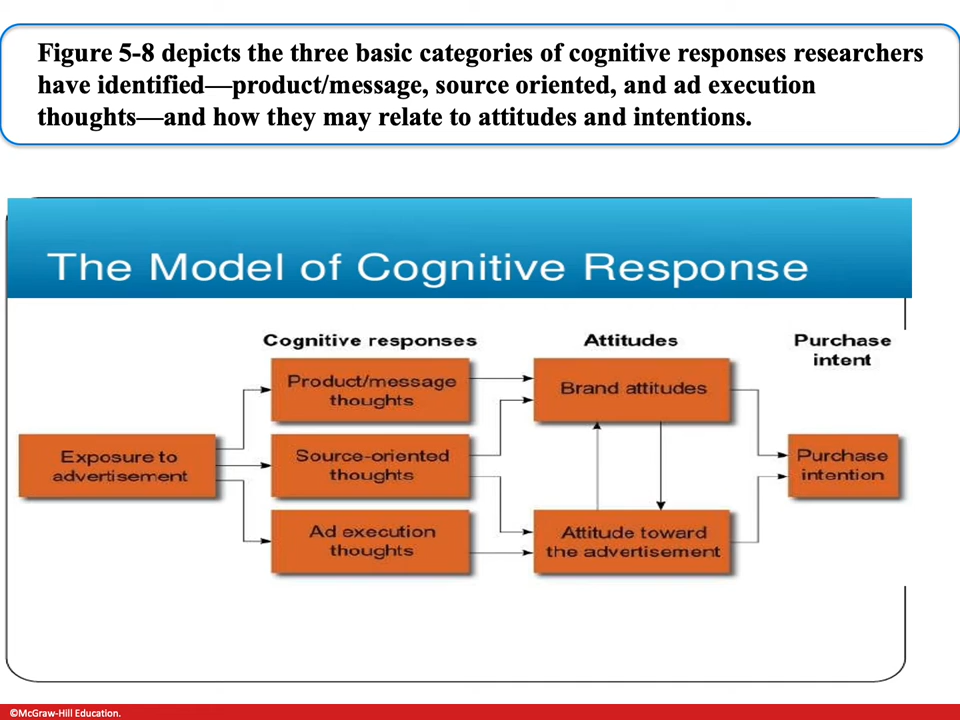 Figure 5-8 depicts the three basic categories of cognitive responses researchers
have identified—product/message, source oriented, and ad execution
thoughts—and how they may relate to attitudes and intentions.
The Model of Cognitive Response
Cognitive responses
Attitudes
Purchase
intent
Product/message
thoughts
Brand attitudes
Exposure to
advertisement
Source-oriented
thoughts
Purchase
intention
Ad execution
thoughts
Attitude toward
the advertisement
©McGraw-Hill Education.